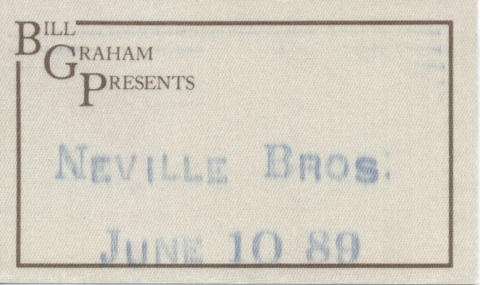 BILL
GRAHAM
PRESENTS
NEVILLE BROS.
JUNE 10 89